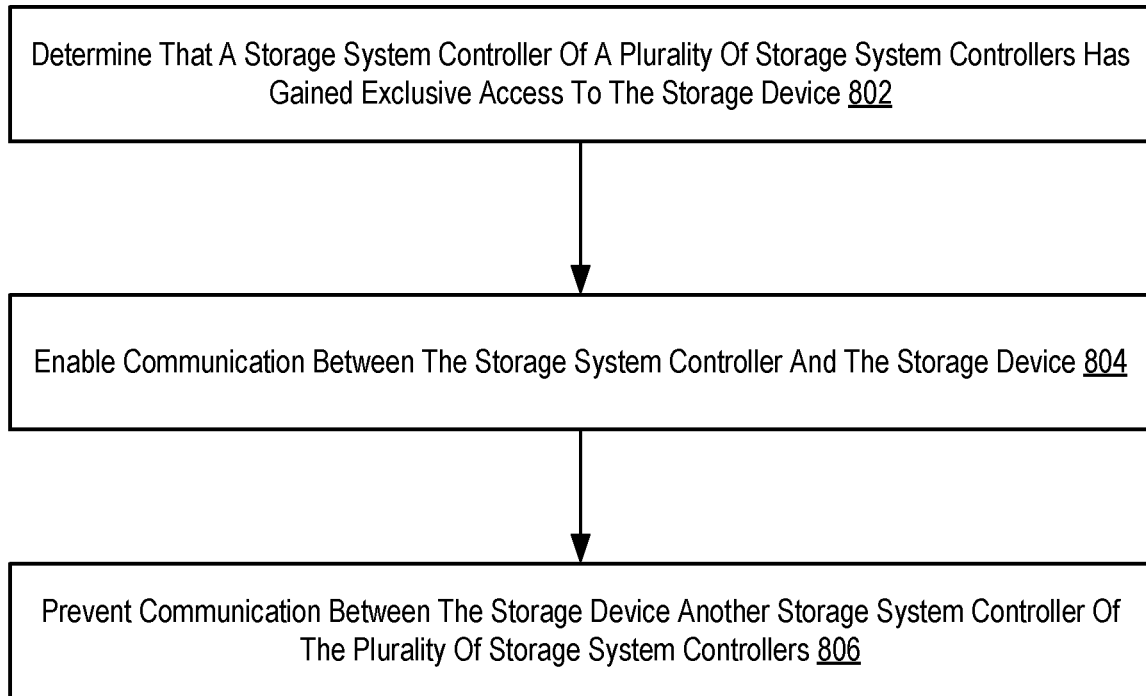 Determine That A Storage System Controller Of A Plurality Of Storage System Controllers Has
Gained Exclusive Access To The Storage Device 802
Enable Communication Between The Storage System Controller And The Storage Device 804
Prevent Communication Between The Storage Device Another Storage System Controller Of
The Plurality Of Storage System Controllers 806